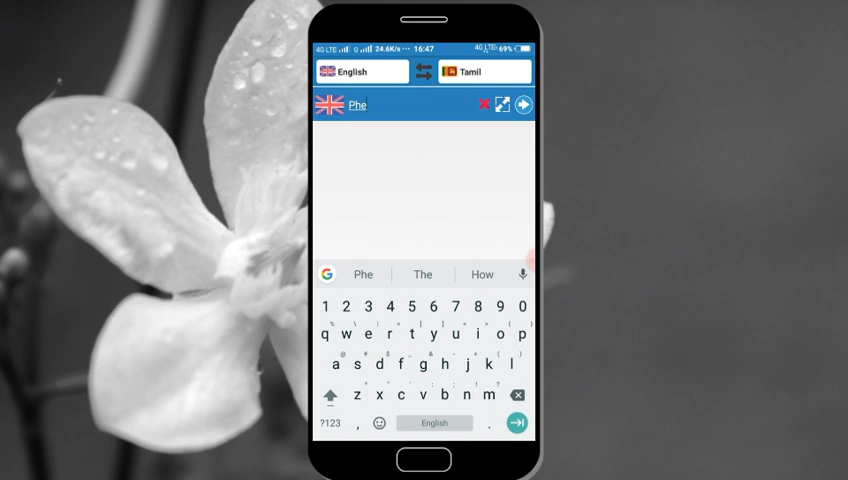 4G LTE G 24.6K/s ··· 16:47 4G LTE 69%
English Tamil
Phe
Phe The How
1 2 3 4 5 6 7 8 9 0
q w e r t y u i o p
a s d f g h j k l
z x c v b n m
?123 , English .